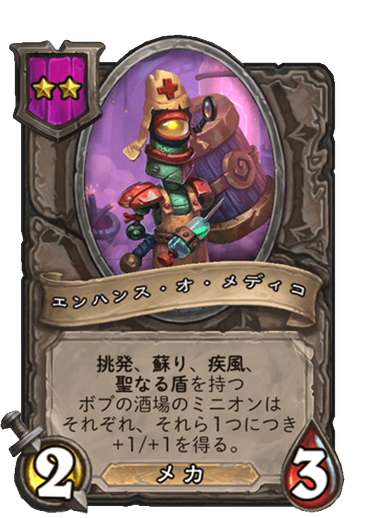 エンハンス・オ・メディコ
挑発、蘇り、疾風、
聖なる盾を持つ
ボブの酒場のミニオンは
それぞれ、それら1つにつき
+1/+1を得る。
2
メカ
3